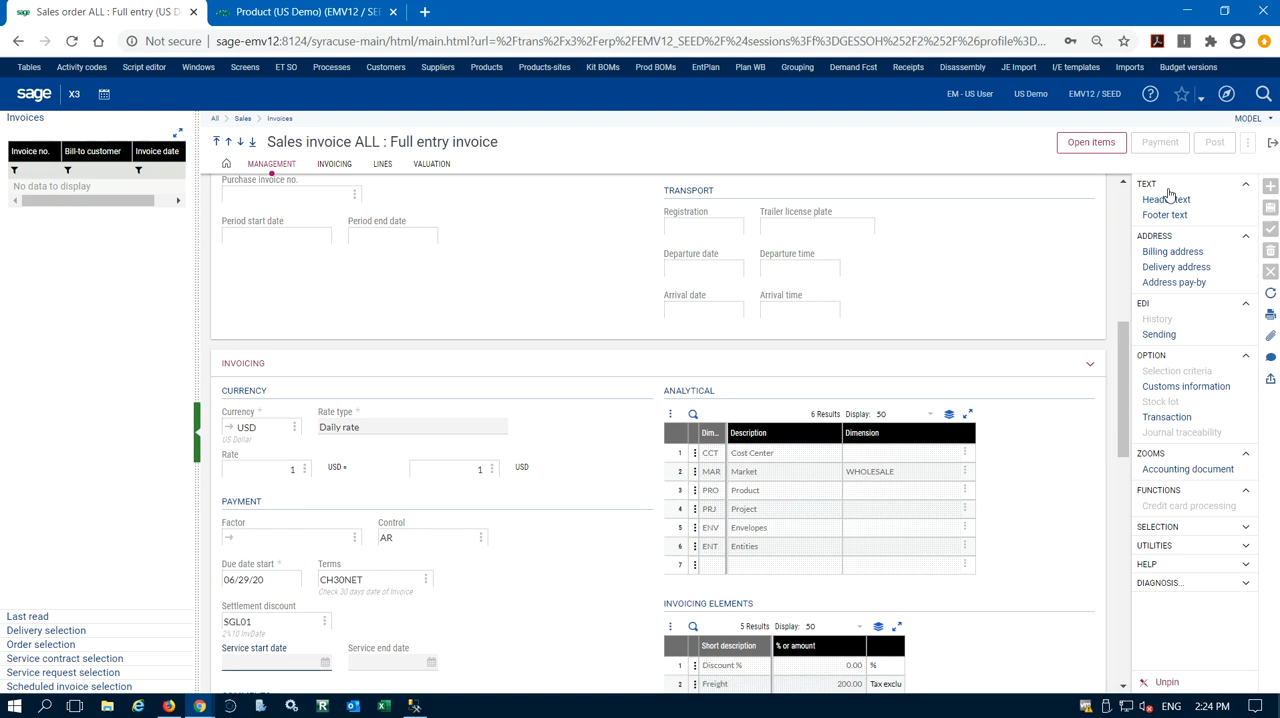 Sales order ALL : Full entry (US D
Product (US Demo) (EMV12 / SEED
Not secure sage-emv12:8124/syracuse-main/html/main.html?url=%2Ftrans%2Fx3%2Ferp%2FEMV12_SEED%2F%24sessions%3Ff%3DGESSOH%252F2%252F%26profile%3D...
Tables Activity codes Script editor Windows Screens ET SO Processes Customers Suppliers Products Products-sites Kit BOMs Prod BOMs EntPlan Plan WB Grouping Demand Fcst Receipts Disassembly JE Import I/E templates Imports Budget versions
sage X3 EM - US User US Demo EMV12 / SEED
Invoices
All Sales Invoices MODEL
Sales invoice ALL : Full entry invoice
Open items Payment Post
Invoice no. Bill-to customer Invoice date
No data to display
MANAGEMENT INVOICING LINES VALUATION
Purchase invoice no.
Period start date Period end date
TRANSPORT
Registration Trailer license plate
Departure date Departure time
Arrival date Arrival time
INVOICING
CURRENCY
Currency * Rate type *
USD Daily rate
US Dollar
Rate
1 USD = 1 USD
PAYMENT
Factor Control
AR
Due date start * Terms
06/29/20 CH30NET
Check 30 days date of Invoice
Settlement discount
SGL01
2%10 InvDate
Service start date Service end date
ANALYTICAL
6 Results Display: 50
Dim... Description Dimension
1 CCT Cost Center
2 MAR Market WHOLESALE
3 PRO Product
4 PRJ Project
5 ENV Envelopes
6 ENT Entities
7
INVOICING ELEMENTS
5 Results Display: 50
Short description % or amount
1 Discount % 0.00 %
2 Freight 200.00 Tax exclu
TEXT
Header text
Footer text
ADDRESS
Billing address
Delivery address
Address pay-by
EDI
History
Sending
OPTION
Selection criteria
Customs information
Stock lot
Transaction
Journal traceability
ZOOMS
Accounting document
FUNCTIONS
Credit card processing
SELECTION
UTILITIES
HELP
DIAGNOSIS...
Unpin
Last read
Delivery selection
Order selection
Service contract selection
Service request selection
Scheduled invoice selection
ENG 2:24 PM